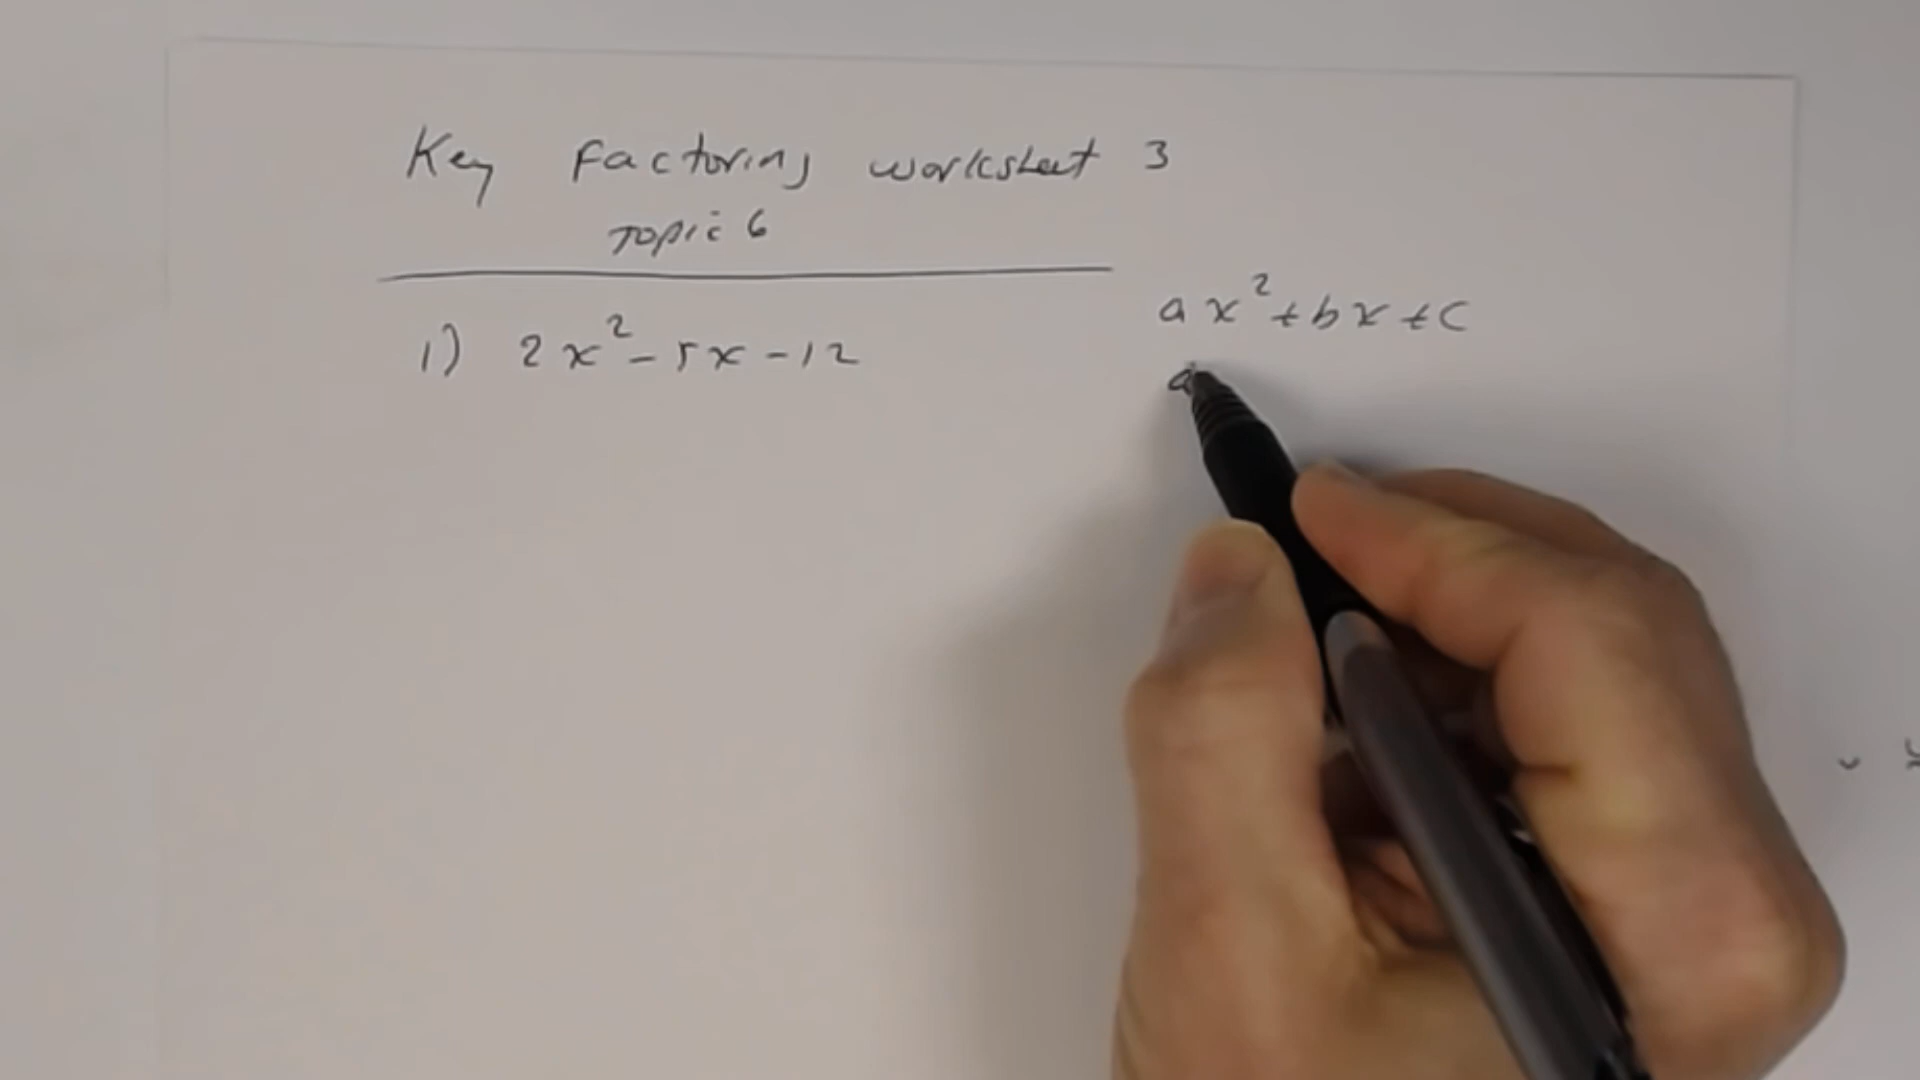 Key Factoring Worksheet 3
Topic 6
1) 2x² - 5x - 12
ax² + bx + c
a